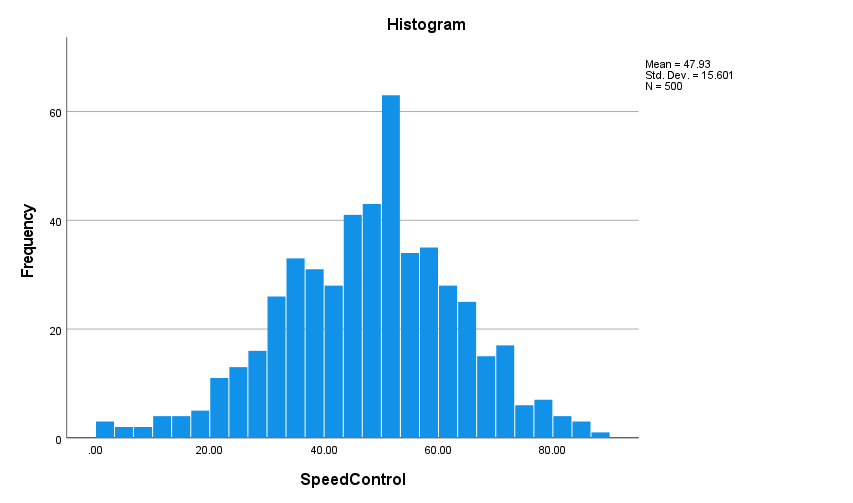 Histogram
Mean = 47.93
Std. Dev. = 15.601
N = 500
Frequency
60
40
20
0
.00 20.00 40.00 60.00 80.00
SpeedControl